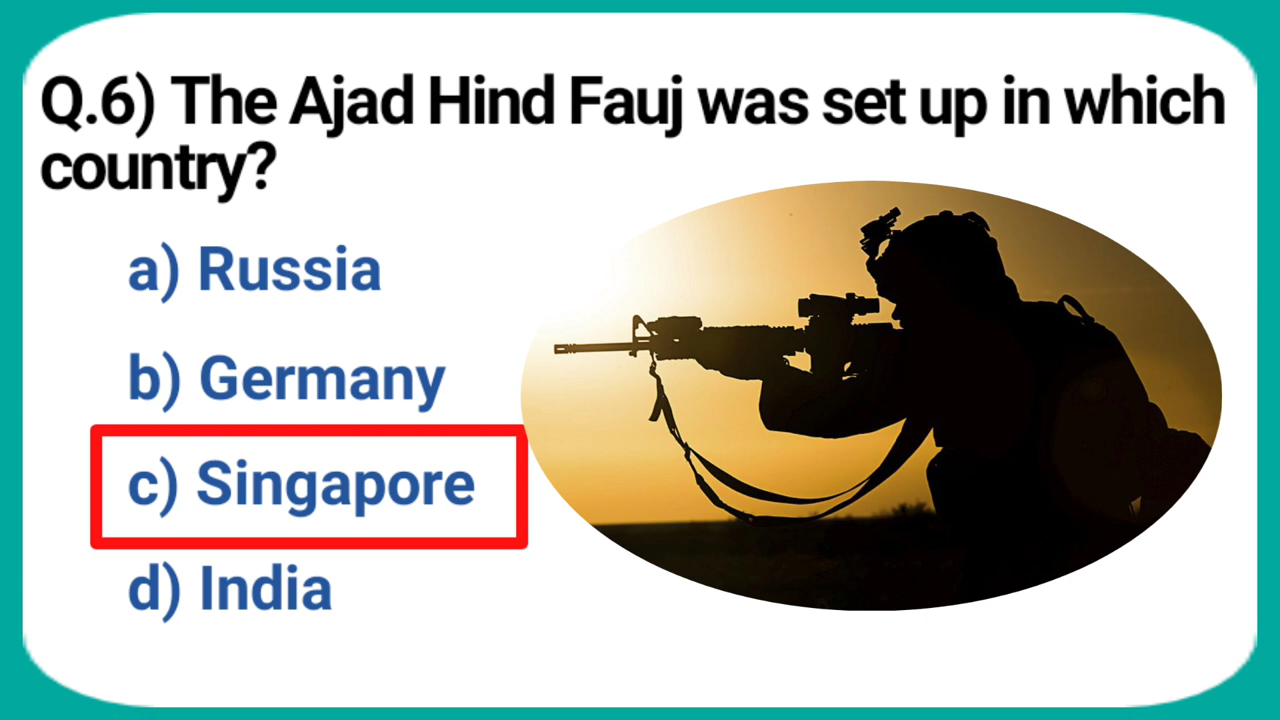 Q.6) The Ajad Hind Fauj was set up in which
country?
a) Russia
b) Germany
c) Singapore
d) India